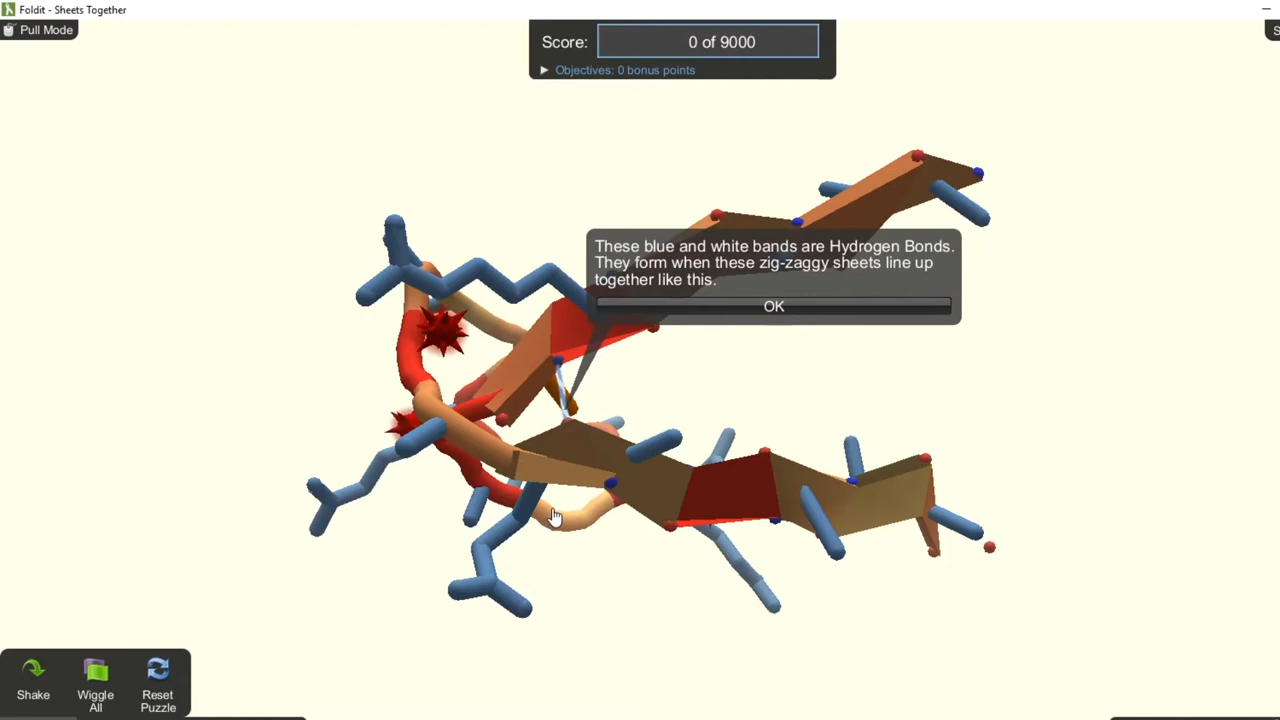 Foldit - Sheets Together
Pull Mode
Score: 0 of 9000
Objectives: 0 bonus points
These blue and white bands are Hydrogen Bonds.
They form when these zig-zaggy sheets line up
together like this.
OK
Shake
Wiggle
All
Reset
Puzzle